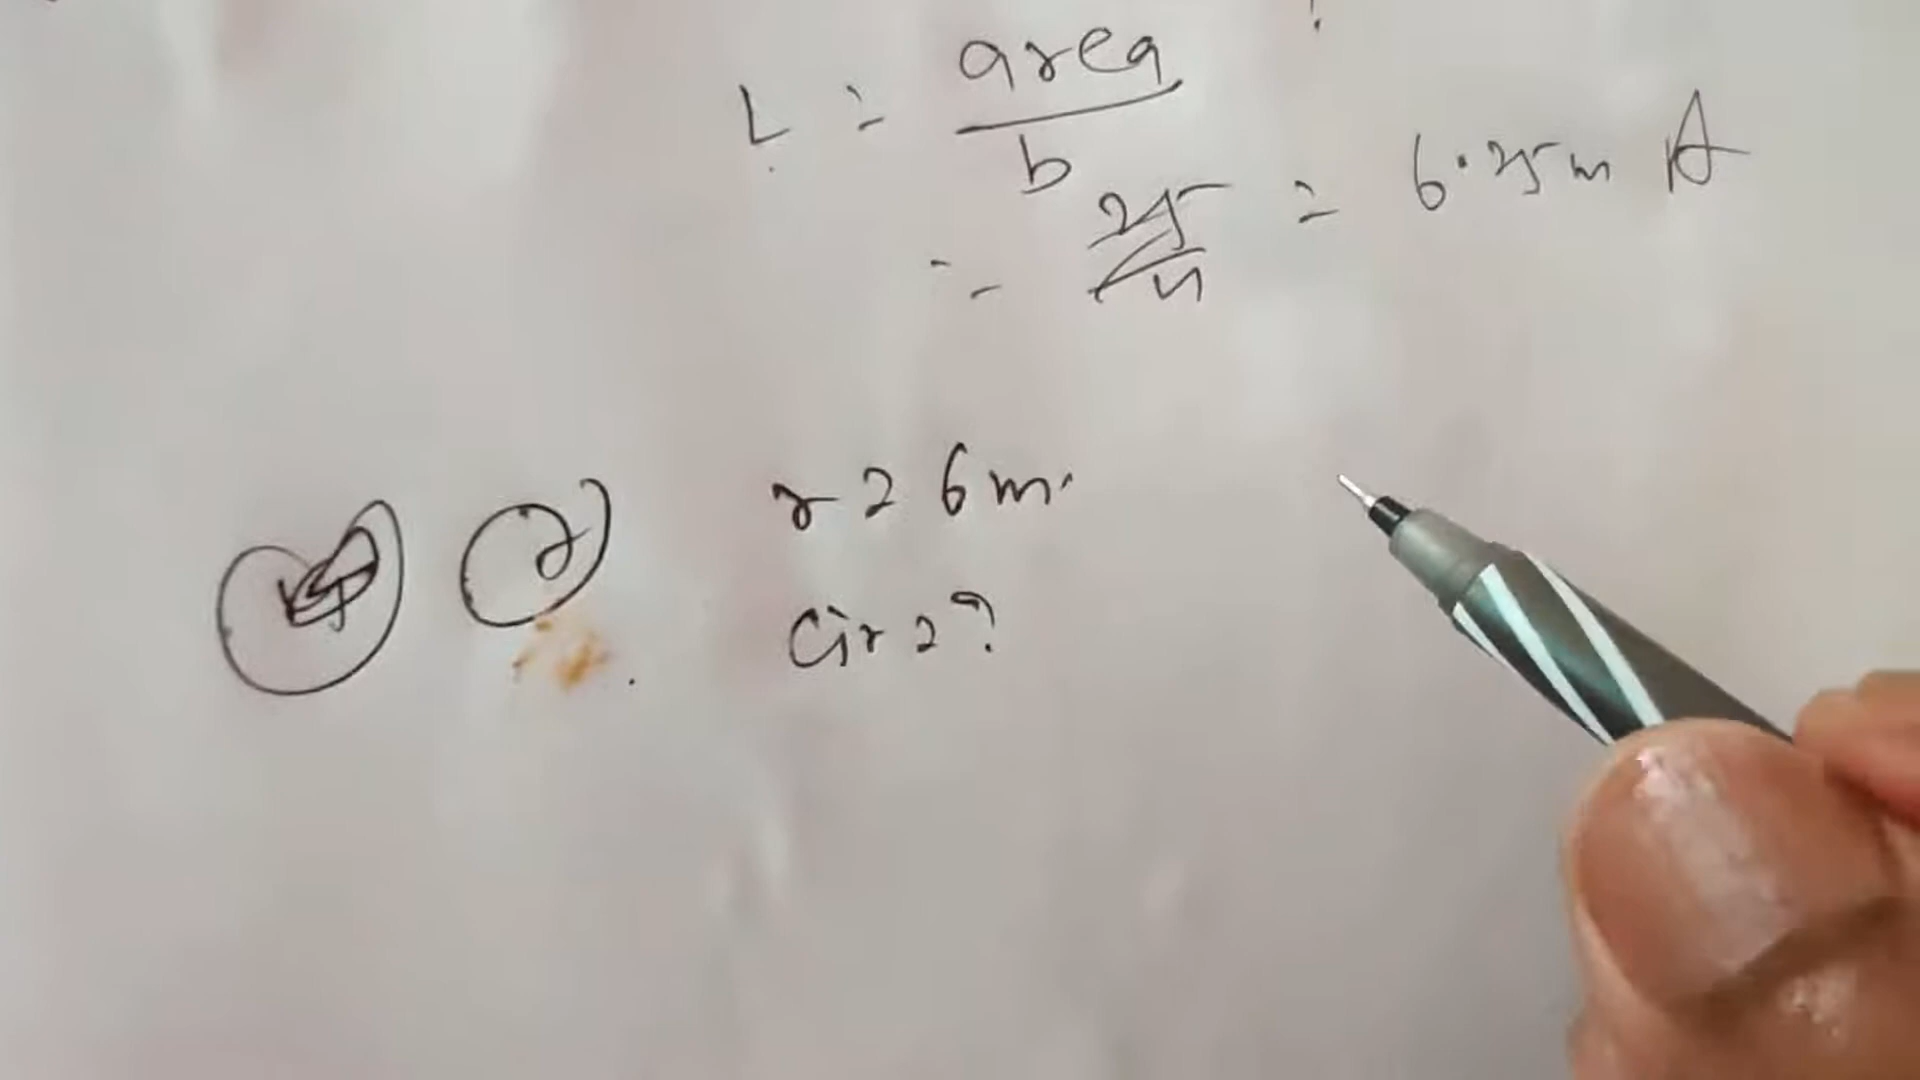 L = area / b
= 25/4 = 6.25m A
r = 6m.
Cir = ?